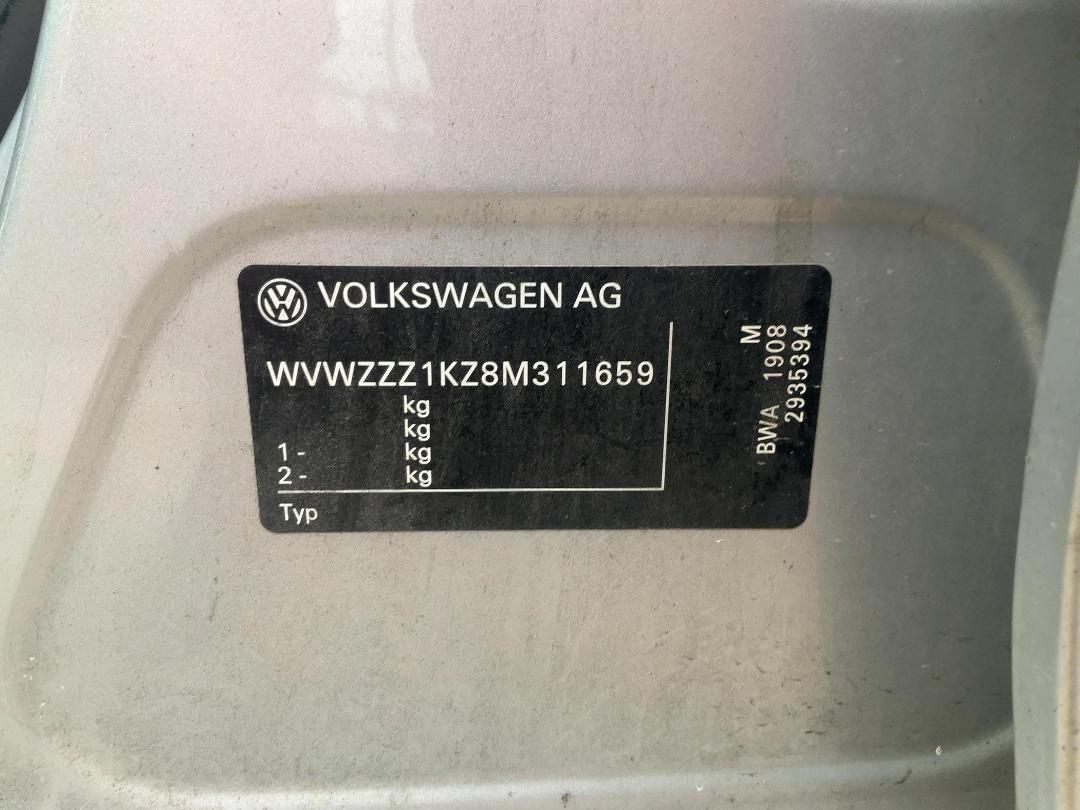 VOLKSWAGEN AG
WVWZZZ1KZ8M311659
kg
kg
1- kg
2- kg
Typ
M
BWA 1908
2935394